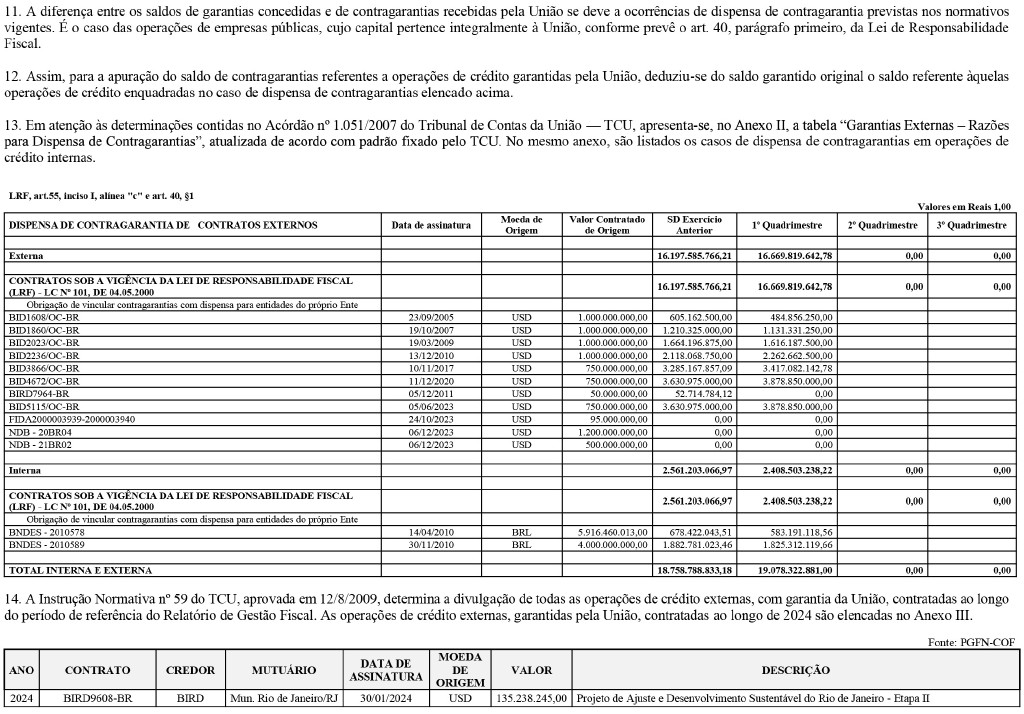 11. A diferença entre os saldos de garantias concedidas e de contragarantias recebidas pela União se deve a ocorrências de dispensa de contragarantia previstas nos normativos
vigentes. É o caso das operações de empresas públicas, cujo capital pertence integralmente à União, conforme prevê o art. 40, parágrafo primeiro, da Lei de Responsabilidade
Fiscal.
12. Assim, para a apuração do saldo de contragarantias referentes a operações de crédito garantidas pela União, deduziu-se do saldo garantido original o saldo referente àquelas
operações de crédito enquadradas no caso de dispensa de contragarantias elencado acima.
13. Em atenção às determinações contidas no Acórdão nº 1.051/2007 do Tribunal de Contas da União — TCU, apresenta-se, no Anexo II, a tabela “Garantias Externas – Razões
para Dispensa de Contragarantias”, atualizada de acordo com padrão fixado pelo TCU. No mesmo anexo, são listados os casos de dispensa de contragarantias em operações de
crédito internas.
LRF, art.55, inciso I, alínea "c" e art. 40, §1
Valores em Reais 1,00
DISPENSA DE CONTRAGARANTIA DE CONTRATOS EXTERNOS Data de assinatura Moeda de Origem Valor Contratado de Origem SD Exercício Anterior 1º Quadrimestre 2º Quadrimestre 3º Quadrimestre
Externa 16.197.585.766,21 16.669.819.642,78 0,00 0,00
CONTRATOS SOB A VIGÊNCIA DA LEI DE RESPONSABILIDADE FISCAL
(LRF) - LC Nº 101, DE 04.05.2000 16.197.585.766,21 16.669.819.642,78 0,00 0,00
Obrigação de vincular contragarantias com dispensa para entidades do próprio Ente
BID1608/OC-BR 23/09/2005 USD 1.000.000.000,00 605.162.500,00 484.856.250,00
BID1860/OC-BR 19/10/2007 USD 1.000.000.000,00 1.210.325.000,00 1.131.331.250,00
BID2023/OC-BR 19/03/2009 USD 1.000.000.000,00 1.664.196.875,00 1.616.187.500,00
BID2236/OC-BR 13/12/2010 USD 1.000.000.000,00 2.118.068.750,00 2.262.662.500,00
BID3866/OC-BR 10/11/2017 USD 750.000.000,00 3.285.167.857,09 3.417.082.142,78
BID4672/OC-BR 11/12/2020 USD 750.000.000,00 3.630.975.000,00 3.878.850.000,00
BIRD7964-BR 05/12/2011 USD 50.000.000,00 52.714.784,12 0,00
BID5115/OC-BR 05/06/2023 USD 750.000.000,00 3.630.975.000,00 3.878.850.000,00
FIDA2000003939-2000003940 24/10/2023 USD 95.000.000,00 0,00 0,00
NDB - 20BR04 06/12/2023 USD 1.200.000.000,00 0,00 0,00
NDB - 21BR02 06/12/2023 USD 500.000.000,00 0,00 0,00
Interna 2.561.203.066,97 2.408.503.238,22 0,00 0,00
CONTRATOS SOB A VIGÊNCIA DA LEI DE RESPONSABILIDADE FISCAL
(LRF) - LC Nº 101, DE 04.05.2000 2.561.203.066,97 2.408.503.238,22 0,00 0,00
Obrigação de vincular contragarantias com dispensa para entidades do próprio Ente
BNDES - 2010578 14/04/2010 BRL 5.916.460.013,00 678.422.043,51 583.191.118,56
BNDES - 2010589 30/11/2010 BRL 4.000.000.000,00 1.882.781.023,46 1.825.312.119,66
TOTAL INTERNA E EXTERNA 18.758.788.833,18 19.078.322.881,00 0,00 0,00
14. A Instrução Normativa nº 59 do TCU, aprovada em 12/8/2009, determina a divulgação de todas as operações de crédito externas, com garantia da União, contratadas ao longo
do período de referência do Relatório de Gestão Fiscal. As operações de crédito externas, garantidas pela União, contratadas ao longo de 2024 são elencadas no Anexo III.
Fonte: PGFN-COF
ANO CONTRATO CREDOR MUTUÁRIO DATA DE ASSINATURA MOEDA DE ORIGEM VALOR DESCRIÇÃO
2024 BIRD9608-BR BIRD Mun. Rio de Janeiro/RJ 30/01/2024 USD 135.238.245,00 Projeto de Ajuste e Desenvolvimento Sustentável do Rio de Janeiro - Etapa II